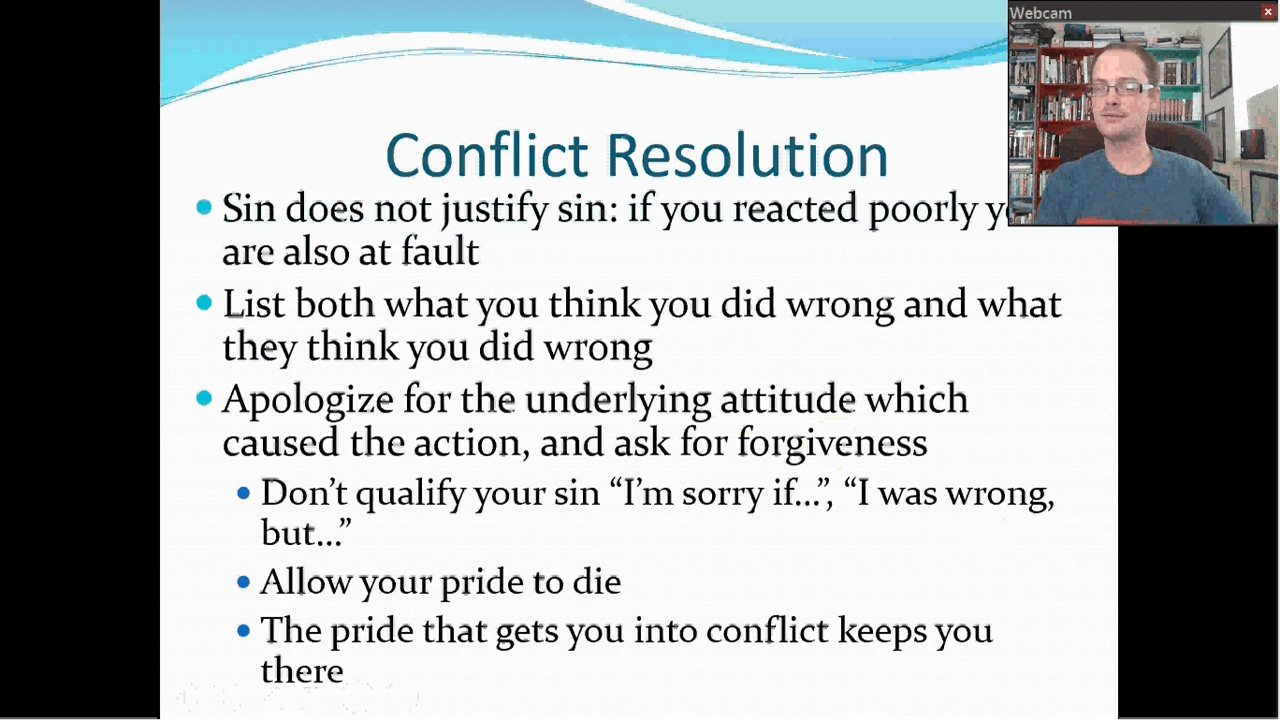 Webcam
Conflict Resolution
Sin does not justify sin: if you reacted poorly
are also at fault
List both what you think you did wrong and what
they think you did wrong
Apologize for the underlying attitude which
caused the action, and ask for forgiveness
Don’t qualify your sin “I’m sorry if...”, “I was wrong,
but...”
Allow your pride to die
The pride that gets you into conflict keeps you
there